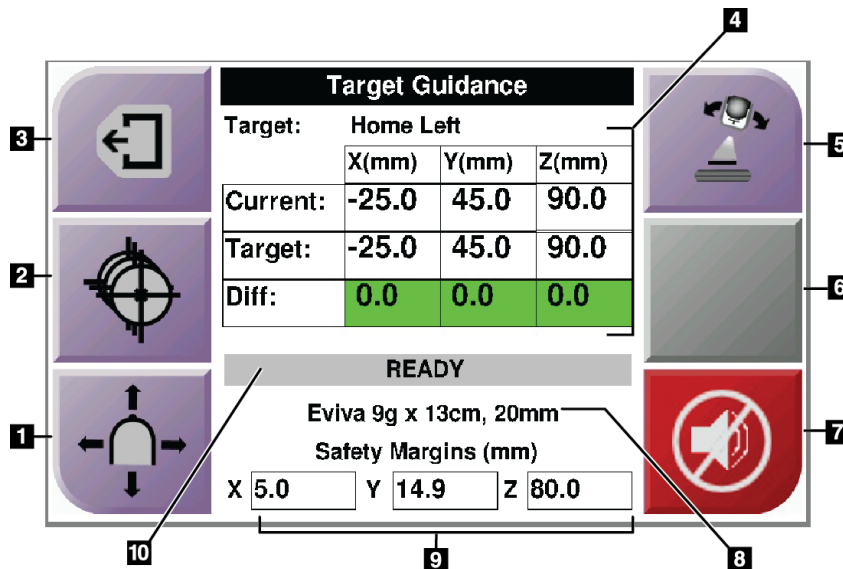 4
Target Guidance
3
Target: Home Left
5
X(mm) Y(mm) Z(mm)
Current: -25.0 45.0 90.0
Target: -25.0 45.0 90.0
2
6
Diff: 0.0 0.0 0.0
READY
Eviva 9g x 13cm, 20mm
1
7
Safety Margins (mm)
X 5.0 Y 14.9 Z 80.0
10
9
8